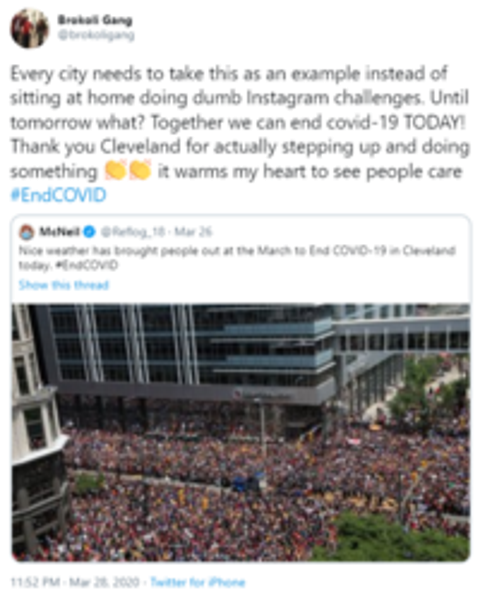 Brokoli Gang
@brokoligang
Every city needs to take this as an example instead of
sitting at home doing dumb Instagram challenges. Until
tomorrow what? Together we can end covid-19 TODAY!
Thank you Cleveland for actually stepping up and doing
something 👏👏 it warms my heart to see people care
#EndCOVID
McNeil @Reflog_18 · Mar 26
Nice weather has brought people out at the March to End COVID-19 in Cleveland
today. #EndCOVID
Show this thread
11:52 PM · Mar 28, 2020 · Twitter for iPhone